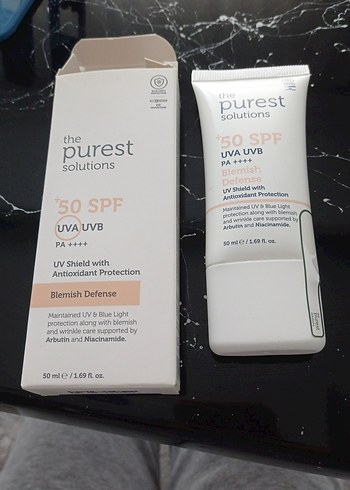 the
purest
solutions
+50 SPF
UVA UVB
PA ++++
UV Shield with
Antioxidant Protection
Blemish Defense
Maintained UV & Blue Light
protection along with blemish
and wrinkle care supported by
Arbutin and Niacinamide.
50 ml ℮ / 1.69 fl. oz.
the
purest
solutions
+50 SPF
UVA UVB
PA ++++
Blemish
Defense
UV Shield with
Antioxidant Protection
Maintained UV & Blue Light
protection along with blemish
and wrinkle care supported by
Arbutin and Niacinamide.
50 ml ℮ / 1.69 fl. oz.